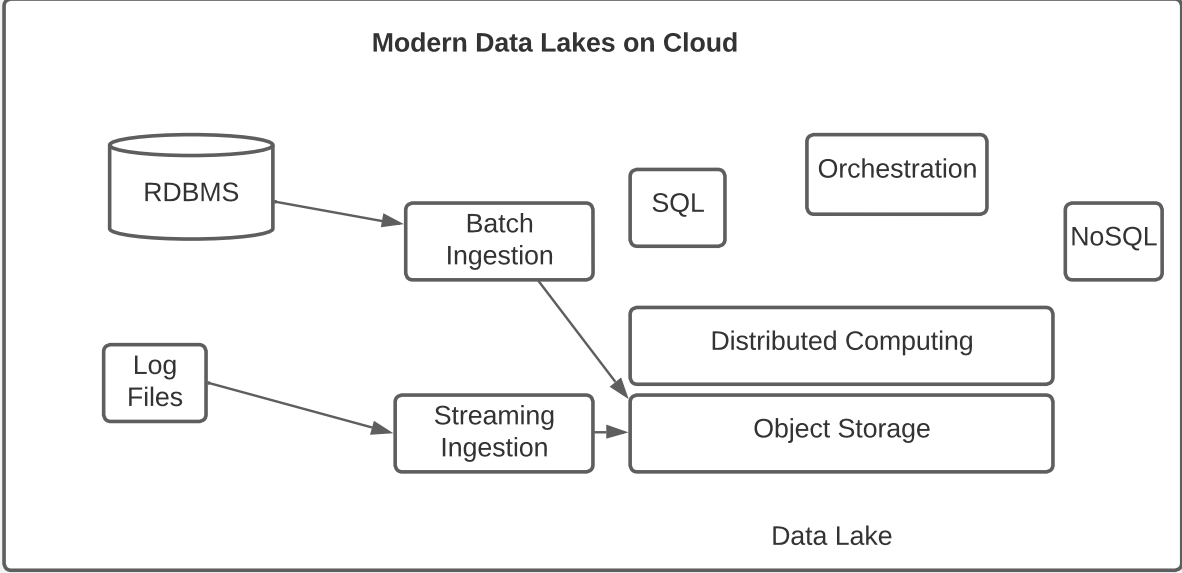 Modern Data Lakes on Cloud
RDBMS
Batch
Ingestion
SQL
Orchestration
NoSQL
Distributed Computing
Log
Files
Streaming
Ingestion
Object Storage
Data Lake